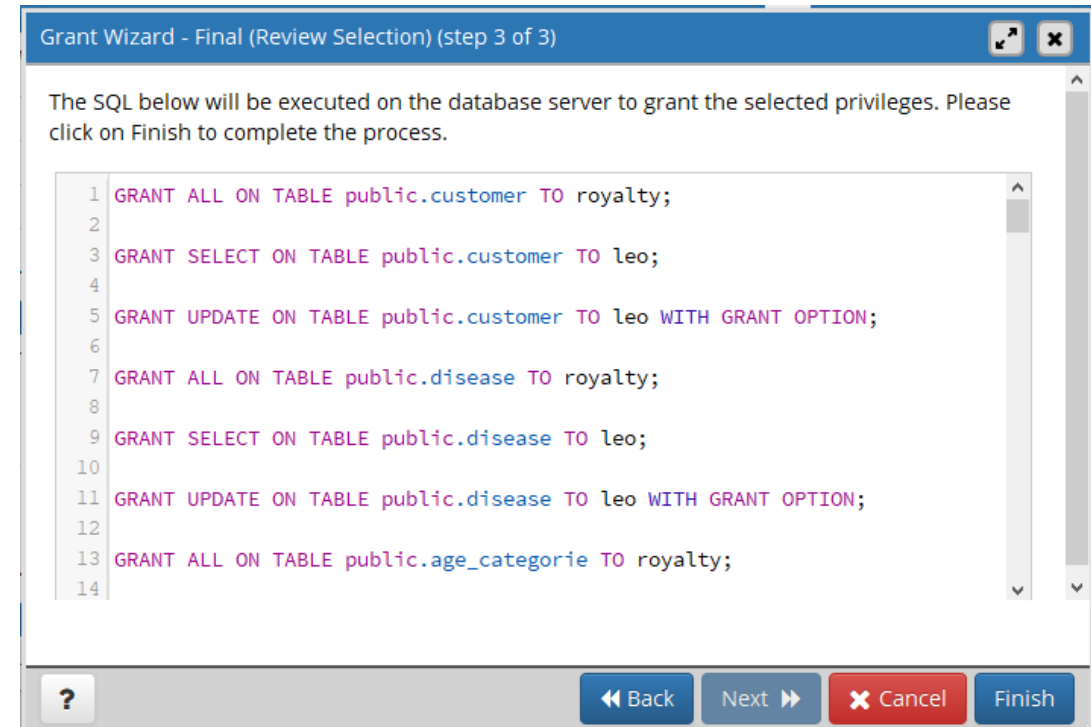 Grant Wizard - Final (Review Selection) (step 3 of 3)
The SQL below will be executed on the database server to grant the selected privileges. Please
click on Finish to complete the process.
1 GRANT ALL ON TABLE public.customer TO royalty;
2
3 GRANT SELECT ON TABLE public.customer TO leo;
4
5 GRANT UPDATE ON TABLE public.customer TO leo WITH GRANT OPTION;
6
7 GRANT ALL ON TABLE public.disease TO royalty;
8
9 GRANT SELECT ON TABLE public.disease TO leo;
10
11 GRANT UPDATE ON TABLE public.disease TO leo WITH GRANT OPTION;
12
13 GRANT ALL ON TABLE public.age_categorie TO royalty;
14
? Back Next Cancel Finish